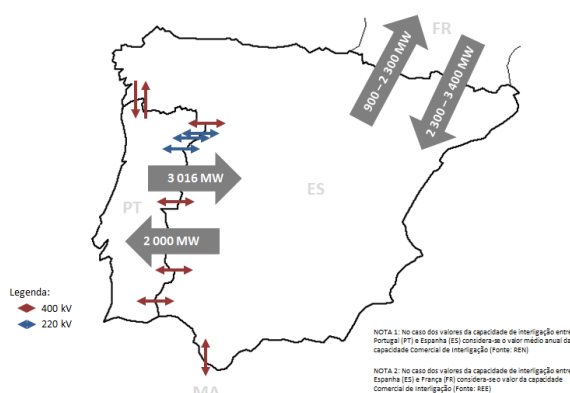 FR
900 – 2 300 MW
2 300 – 3 400 MW
3 016 MW
ES
PT
2 000 MW
Legenda:
400 kV
220 kV
NOTA 1: No caso dos valores da capacidade de interligação entre
Portugal (PT) e Espanha (ES) considera-se o valor médio anual da
capacidade Comercial de Interligação (Fonte: REN)
NOTA 2: No caso dos valores da capacidade de interligação entre
Espanha (ES) e França (FR) considera-seo valor da capacidade
Comercial de Interligação (Fonte: REE)
MA